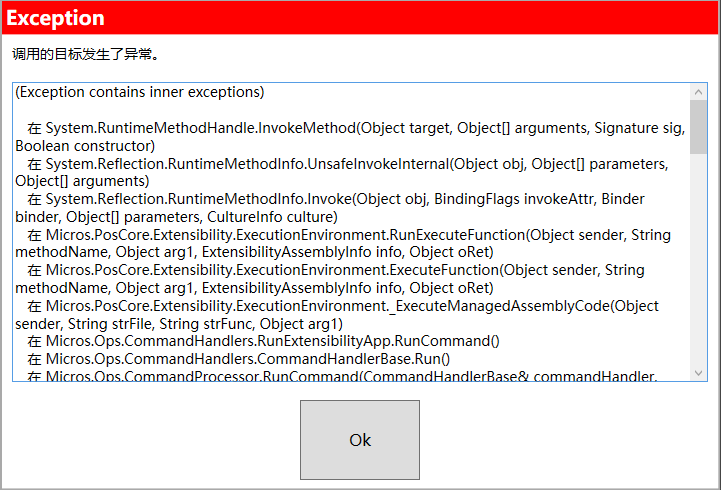 Exception
调用的目标发生了异常。
(Exception contains inner exceptions)
在 System.RuntimeMethodHandle.InvokeMethod(Object target, Object[] arguments, Signature sig,
Boolean constructor)
在 System.Reflection.RuntimeMethodInfo.UnsafeInvokeInternal(Object obj, Object[] parameters,
Object[] arguments)
在 System.Reflection.RuntimeMethodInfo.Invoke(Object obj, BindingFlags invokeAttr, Binder
binder, Object[] parameters, CultureInfo culture)
在 Micros.PosCore.Extensibility.ExecutionEnvironment.RunExecuteFunction(Object sender, String
methodName, Object arg1, ExtensibilityAssemblyInfo info, Object oRet)
在 Micros.PosCore.Extensibility.ExecutionEnvironment.ExecuteFunction(Object sender, String
methodName, Object arg1, ExtensibilityAssemblyInfo info, Object oRet)
在 Micros.PosCore.Extensibility.ExecutionEnvironment._ExecuteManagedAssemblyCode(Object
sender, String strFile, String strFunc, Object arg1)
在 Micros.Ops.CommandHandlers.RunExtensibilityApp.RunCommand()
在 Micros.Ops.CommandHandlers.CommandHandlerBase.Run()
在 Micros.Ops.CommandProcessor.RunCommand(CommandHandlerBase& commandHandler,
Ok